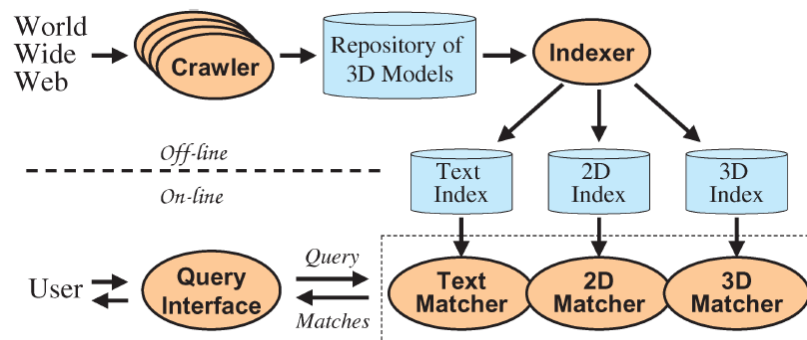 World
Wide
Web
Crawler
Repository of
3D Models
Indexer
Off-line
On-line
Text
Index
2D
Index
3D
Index
User
Query
Interface
Query
Matches
Text
Matcher
2D
Matcher
3D
Matcher